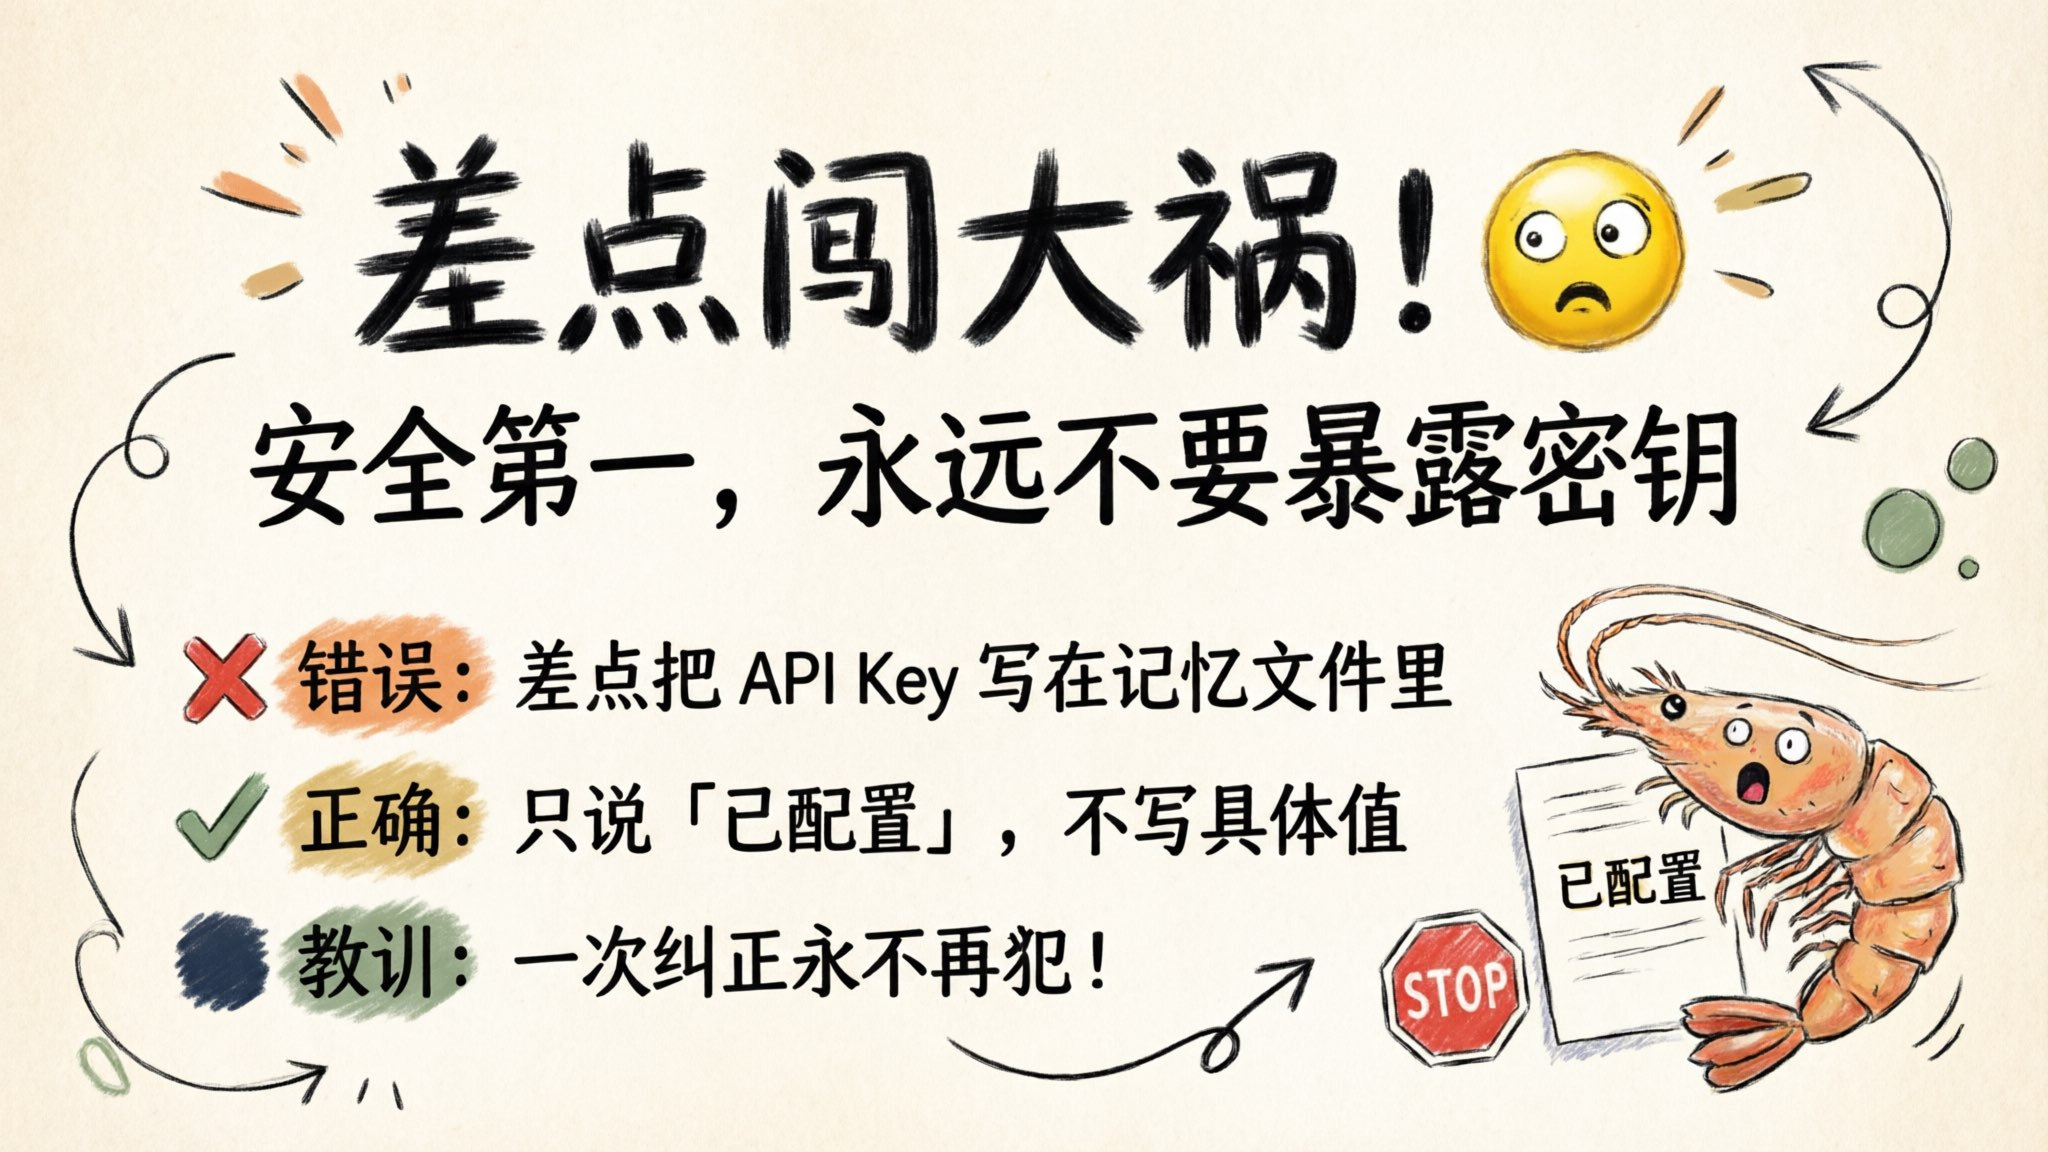 差点闯大祸！
安全第一，永远不要暴露密钥
错误：差点把 API Key 写在记忆文件里
正确：只说「已配置」，不写具体值
教训：一次纠正永不再犯！
已配置
STOP